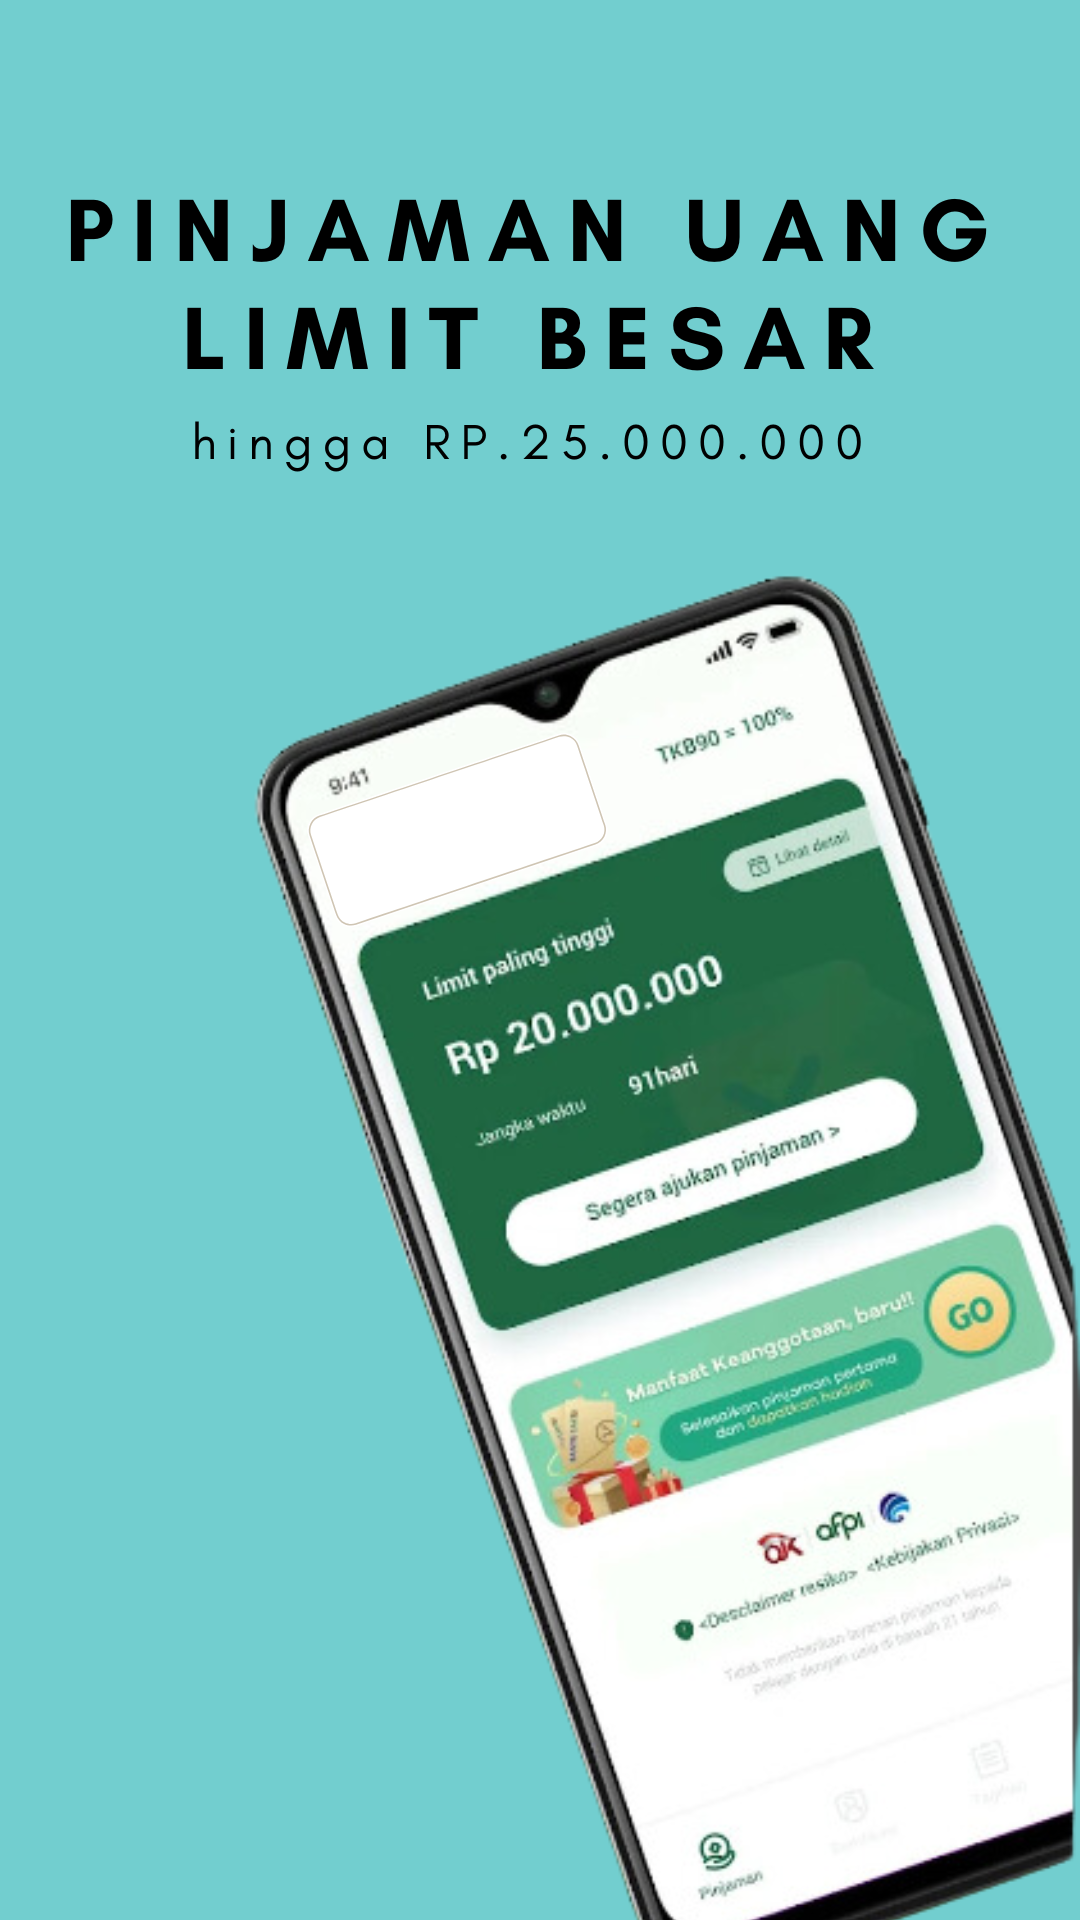 PINJAMAN UANG
LIMIT BESAR
hingga RP.25.000.000
9:41
TKB90 = 100%
Lihat detail
Limit paling tinggi
Rp 20.000.000
Jangka waktu 91hari
Segera ajukan pinjaman >
Manfaat Keanggotaan, baru!!
Selesaikan pinjaman pertama
dan dapatkan hadiah
GO
OJK afpi
<Desclaimer resiko> <Kebijakan Privasi>
Tidak memberikan layanan pinjaman kepada
pelajar dengan usia di bawah 21 tahun
Pinjaman